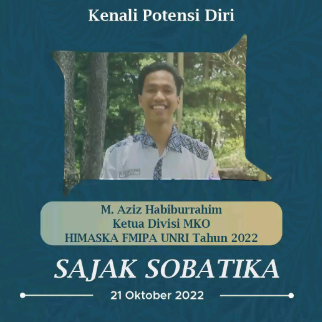 Kenali Potensi Diri
M. Aziz Habiburrahim
Ketua Divisi MKO
HIMASKA FMIPA UNRI Tahun 2022
SAJAK SOBATIKA
21 Oktober 2022